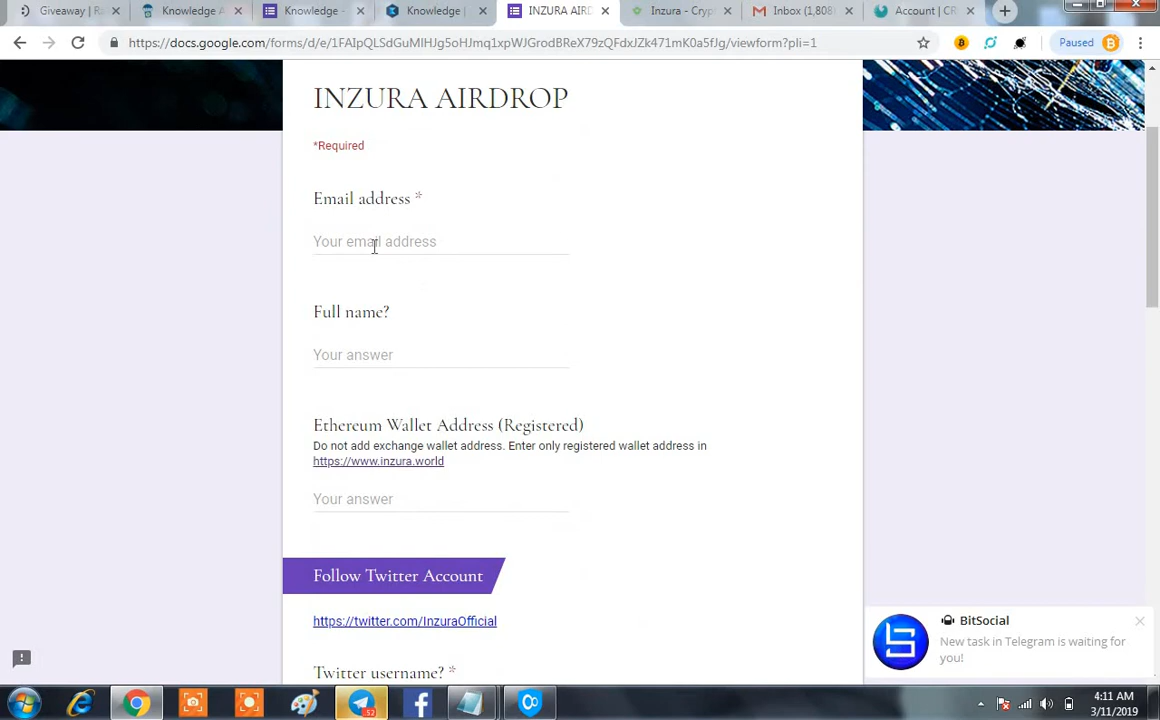 Giveaway | Ra
Knowledge A
Knowledge -
Knowledge |
INZURA AIRD
Inzura - Cryp
Inbox (1,808
Account | CR
https://docs.google.com/forms/d/e/1FAIpQLSdGuMlHJg5oHJmq1xpWJGrodBReX79zQFdxJZk471mK0a5fJg/viewform?pli=1
Paused
INZURA AIRDROP
*Required
Email address *
Your email address
Full name?
Your answer
Ethereum Wallet Address (Registered)
Do not add exchange wallet address. Enter only registered wallet address in
https://www.inzura.world
Your answer
Follow Twitter Account
https://twitter.com/InzuraOfficial
Twitter username? *
BitSocial
New task in Telegram is waiting for
you!
52
4:11 AM
3/11/2019